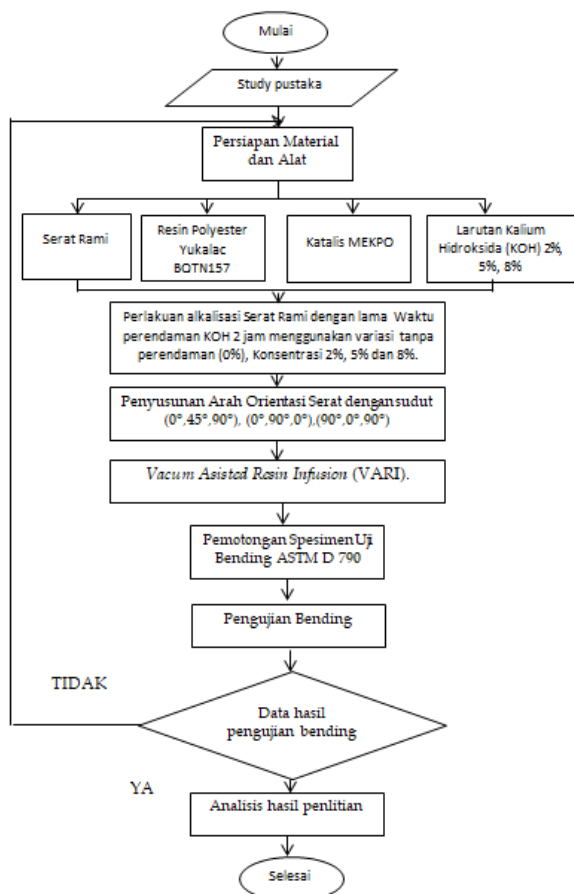 Mulai
Study pustaka
Persiapan Material
dan Alat
Serat Rami
Resin Polyester
Yukalac
BQTN157
Katalis MEKPO
Larutan Kalium
Hidroksida (KOH) 2%,
5%, 8%
Perlakuan alkalisasi Serat Rami dengan lama Waktu
perendaman KOH 2 jam menggunakan variasi tanpa
perendaman (0%), Konsentrasi 2%, 5% dan 8%.
Penyusunan Arah Orientasi Serat dengan sudut
(0°,45°,90°), (0°,90°,0°),(90°,0°,90°)
Vacum Asisted Resin Infusion (VARI).
Pemotongan Spesimen Uji
Bending ASTM D 790
Pengujian Bending
TIDAK
Data hasil
pengujian bending
YA
Analisis hasil penlitian
Selesai